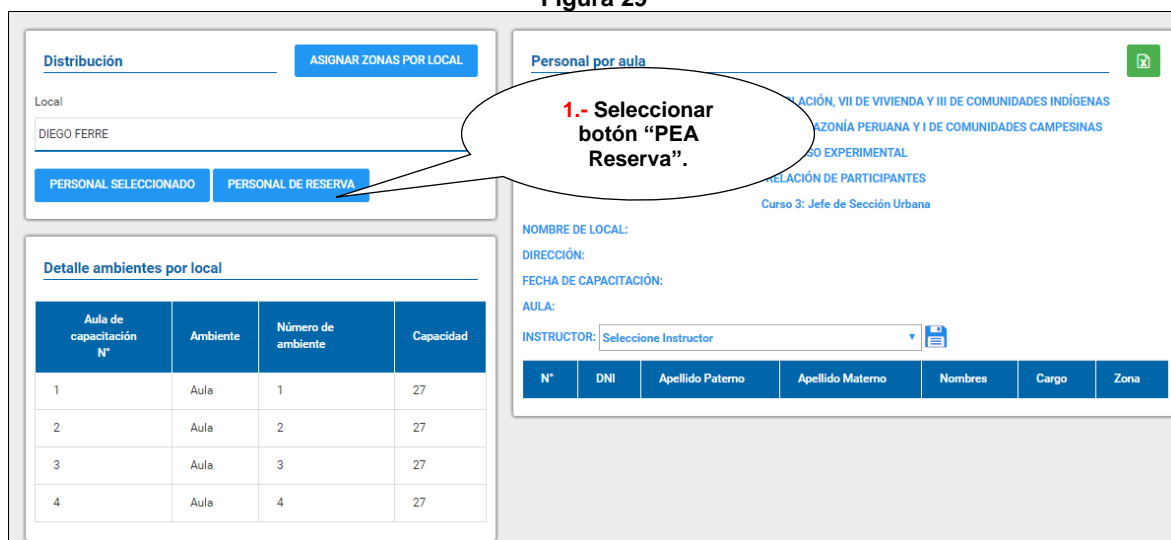 Figura 29
Distribución
ASIGNAR ZONAS POR LOCAL
Local
DIEGO FERRE
PERSONAL SELECCIONADO
PERSONAL DE RESERVA
1.- Seleccionar
botón “PEA
Reserva”.
Detalle ambientes por local
Aula de capacitación N° Ambiente Número de ambiente Capacidad
1 Aula 1 27
2 Aula 2 27
3 Aula 3 27
4 Aula 4 27
Personal por aula
VII DE VIVIENDA Y III DE COMUNIDADES INDÍGENAS
PERUANA Y I DE COMUNIDADES CAMPESINAS
EXPERIMENTAL
RELACIÓN DE PARTICIPANTES
Curso 3: Jefe de Sección Urbana
NOMBRE DE LOCAL:
DIRECCIÓN:
FECHA DE CAPACITACIÓN:
AULA:
INSTRUCTOR: Seleccione Instructor
N° DNI Apellido Paterno Apellido Materno Nombres Cargo Zona